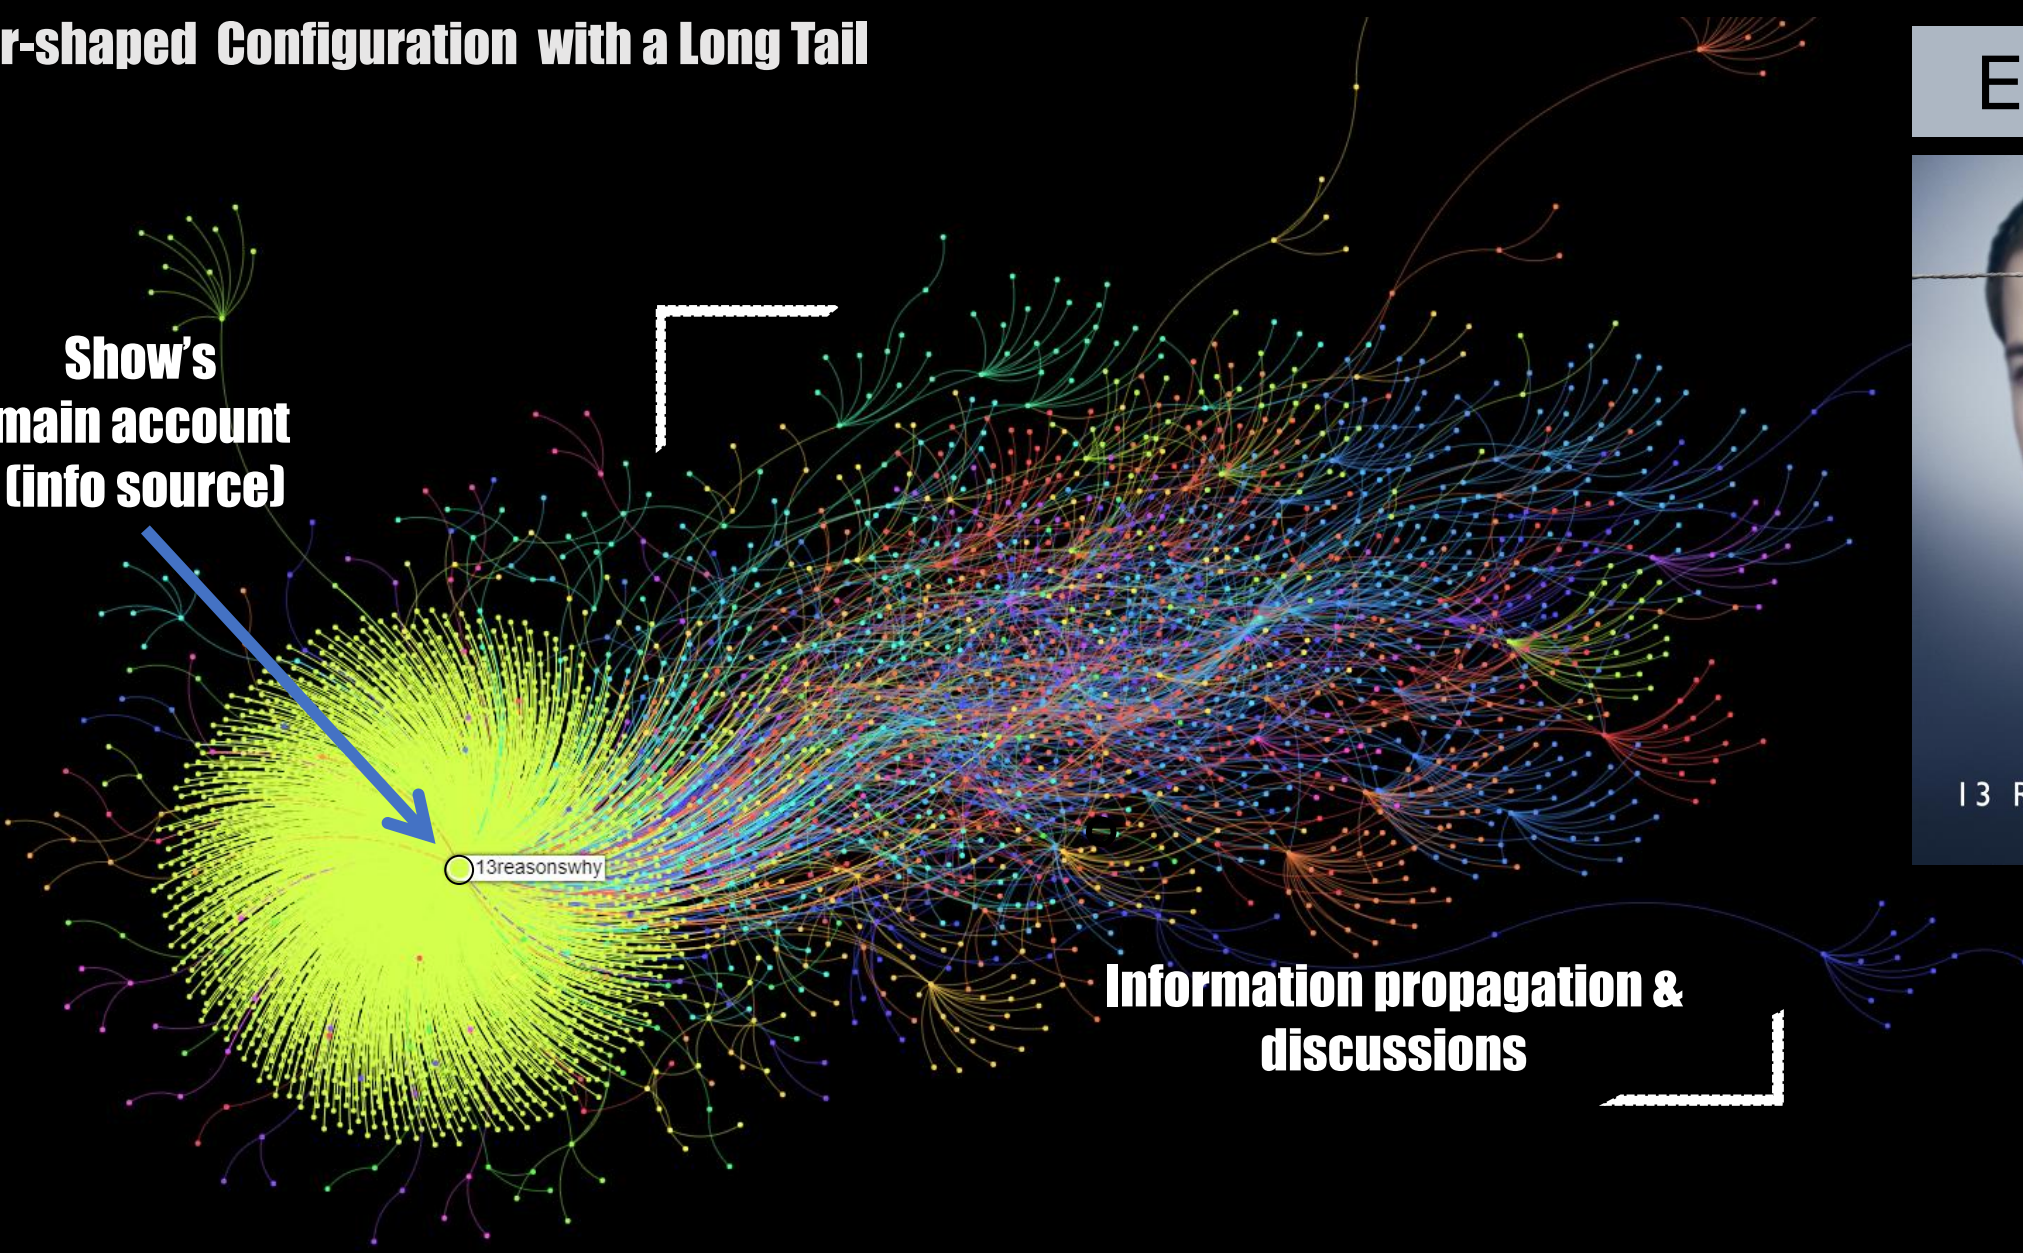 r-shaped Configuration with a Long Tail
E
Show’s
main account
(info source)
13reasonswhy
13 R
Information propagation &
discussions